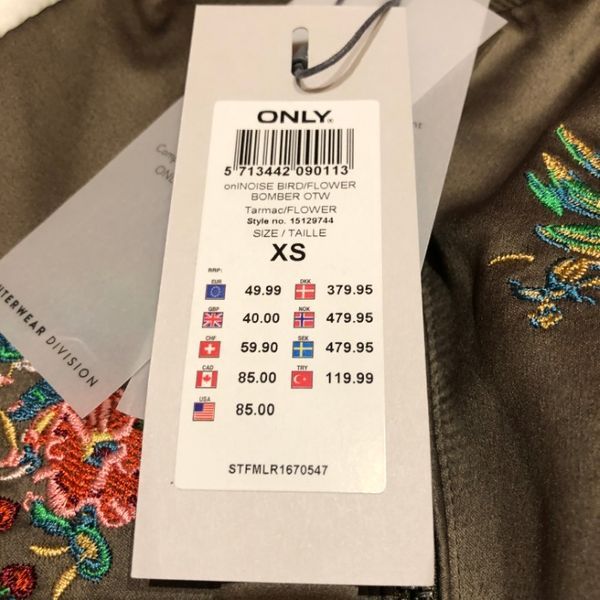 ONLY®
5 713442 090113
onlNOISE BIRD/FLOWER
BOMBER OTW
Tarmac/FLOWER
Style no. 15129744
SIZE / TAILLE
XS
RRP:
EUR 49.99 DKK 379.95
GBP 40.00 NOK 479.95
CHF 59.90 SEK 479.95
CAD 85.00 TRY 119.99
USA 85.00
STFMLR1670547
UTERWEAR DIVISION